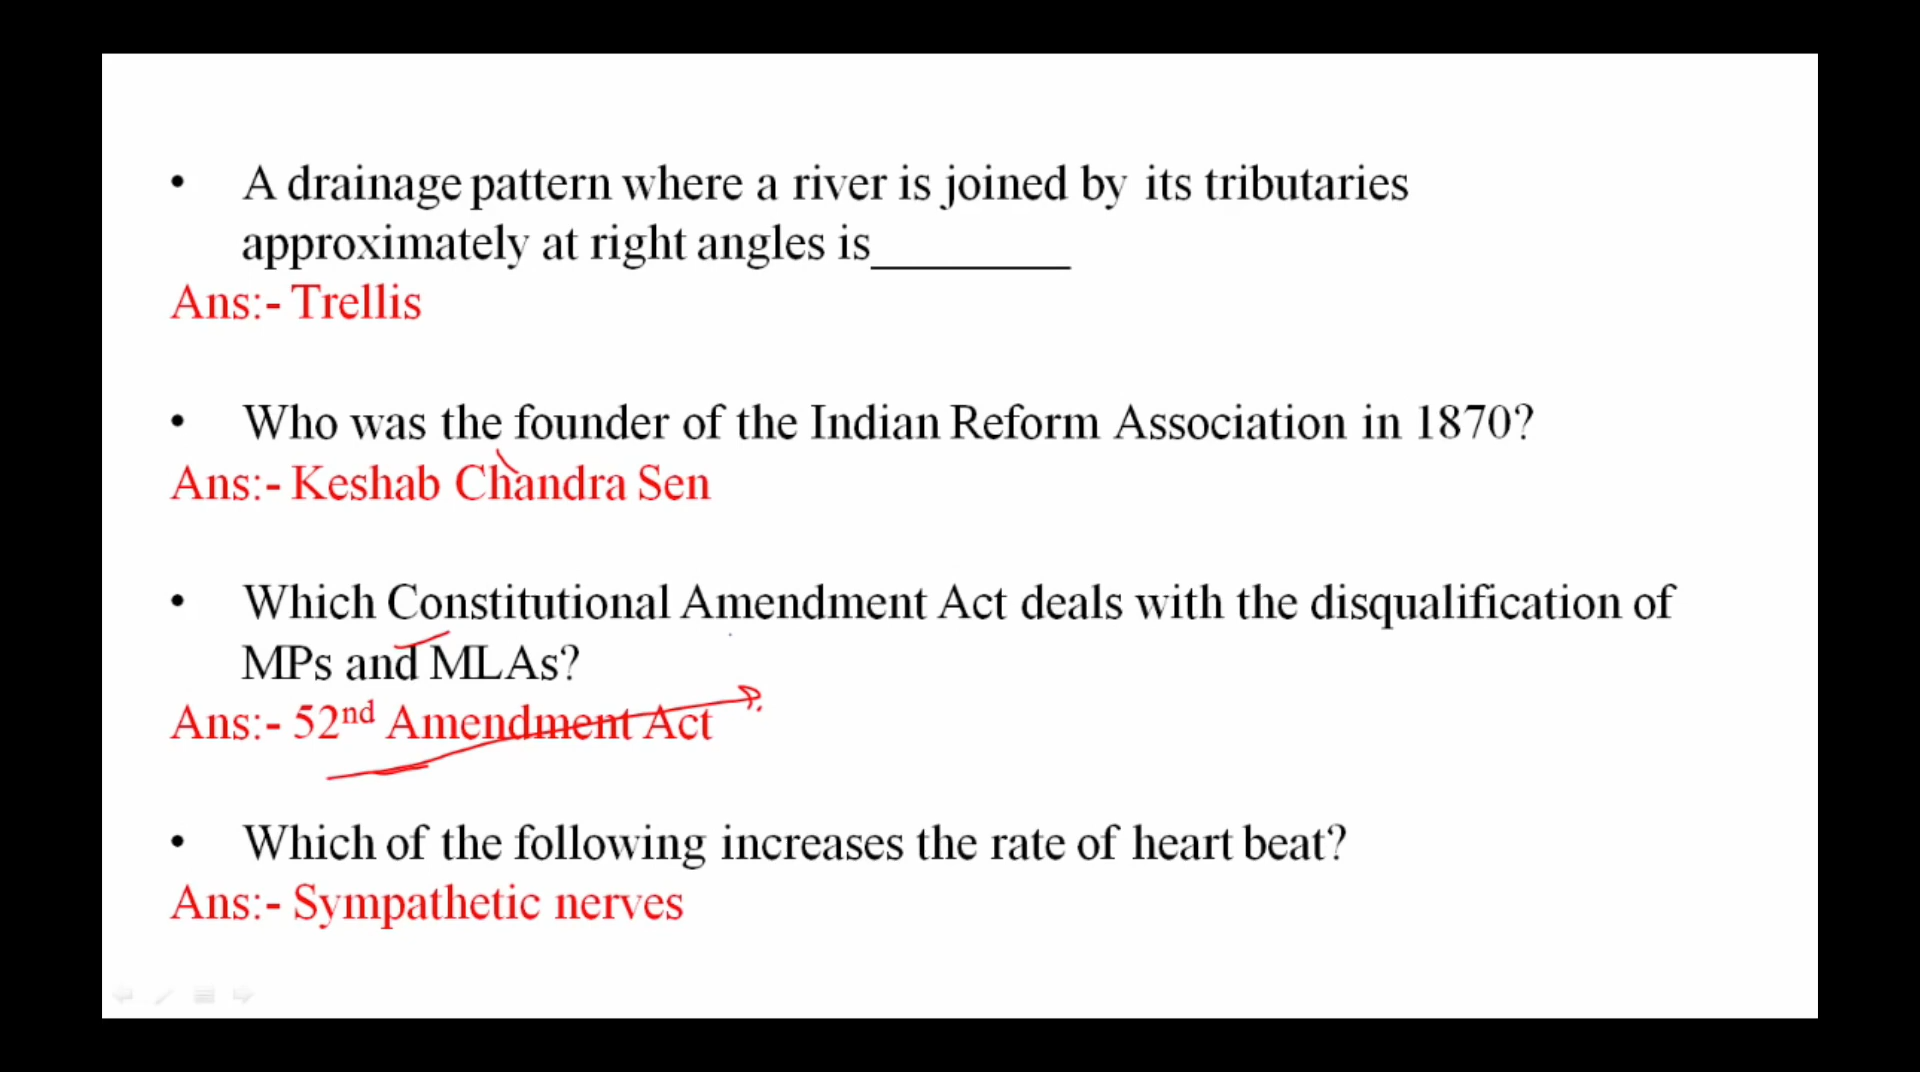 • A drainage pattern where a river is joined by its tributaries
approximately at right angles is________
Ans:- Trellis
• Who was the founder of the Indian Reform Association in 1870?
Ans:- Keshab Chandra Sen
• Which Constitutional Amendment Act deals with the disqualification of
MPs and MLAs?
Ans:- 52nd Amendment Act
• Which of the following increases the rate of heart beat?
Ans:- Sympathetic nerves